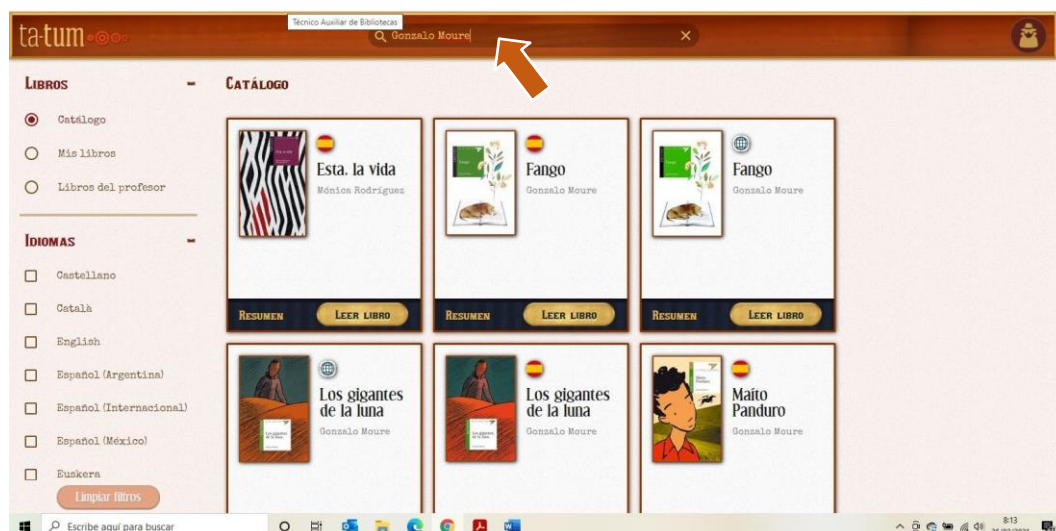 Técnico Auxiliar de Bibliotecas
ta-tum
Gonzalo Moure
LIBROS
Catálogo
Mis libros
Libros del profesor
IDIOMAS
Castellano
Català
English
Español (Argentina)
Español (Internacional)
Español (México)
Euskera
Limpiar filtros
CATÁLOGO
Esta. la vida
Mónica Rodríguez
RESUMEN
LEER LIBRO
Fango
Gonzalo Moure
RESUMEN
LEER LIBRO
Fango
Gonzalo Moure
RESUMEN
LEER LIBRO
Los gigantes
de la luna
Gonzalo Moure
Los gigantes
de la luna
Gonzalo Moure
Maíto
Panduro
Gonzalo Moure
Escribe aquí para buscar
8:13